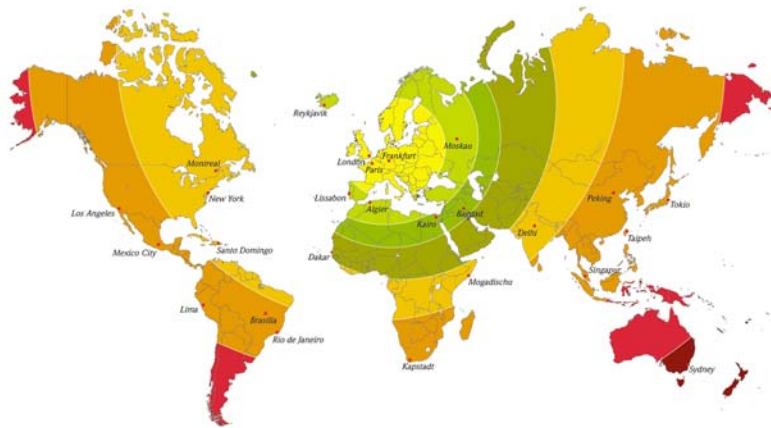 Reykjavik
Moskau
London
Frankfurt
Paris
Montreal
New York
Lissabon
Algier
Los Angeles
Kairo
Bagdad
Peking
Tokio
Mexico City
Santo Domingo
Delhi
Taipeh
Dakar
Mogadischu
Singapur
Lima
Brasilia
Rio de Janeiro
Kapstadt
Sydney